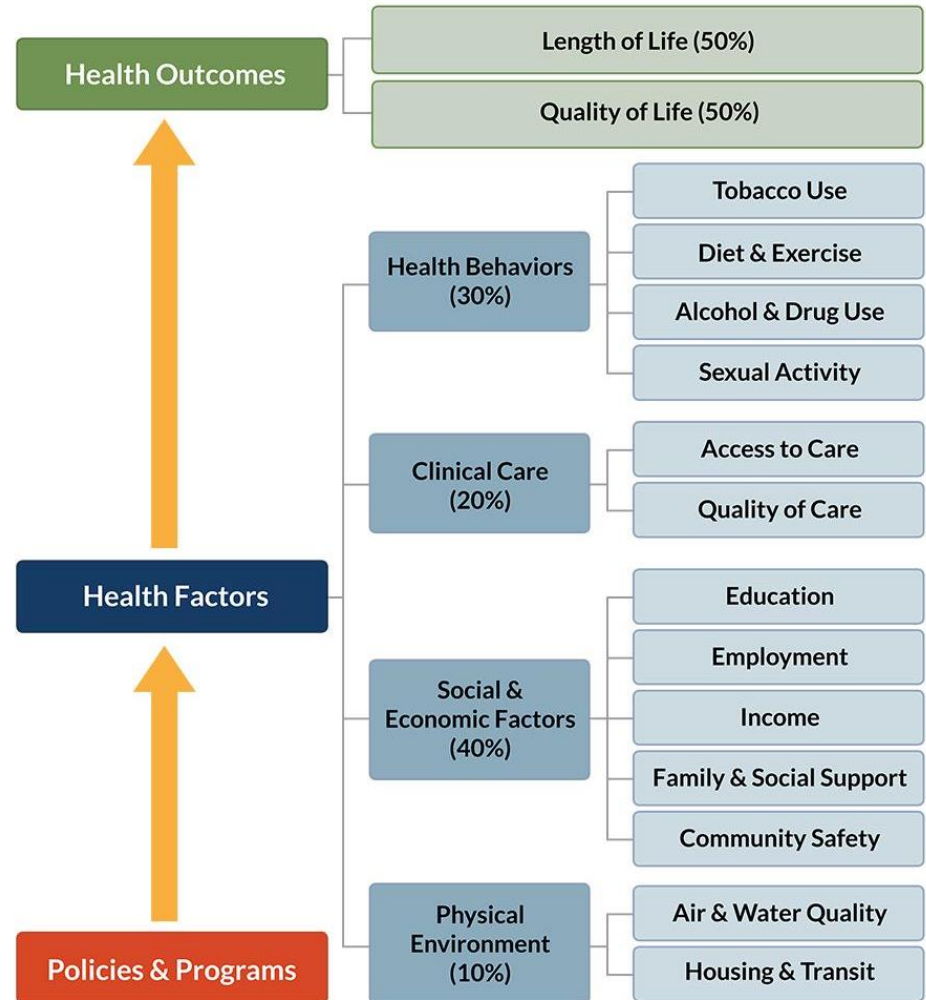 Health Outcomes
Length of Life (50%)
Quality of Life (50%)
Health Factors
Health Behaviors
(30%)
Tobacco Use
Diet & Exercise
Alcohol & Drug Use
Sexual Activity
Clinical Care
(20%)
Access to Care
Quality of Care
Social &
Economic Factors
(40%)
Education
Employment
Income
Family & Social Support
Community Safety
Physical
Environment
(10%)
Air & Water Quality
Housing & Transit
Policies & Programs